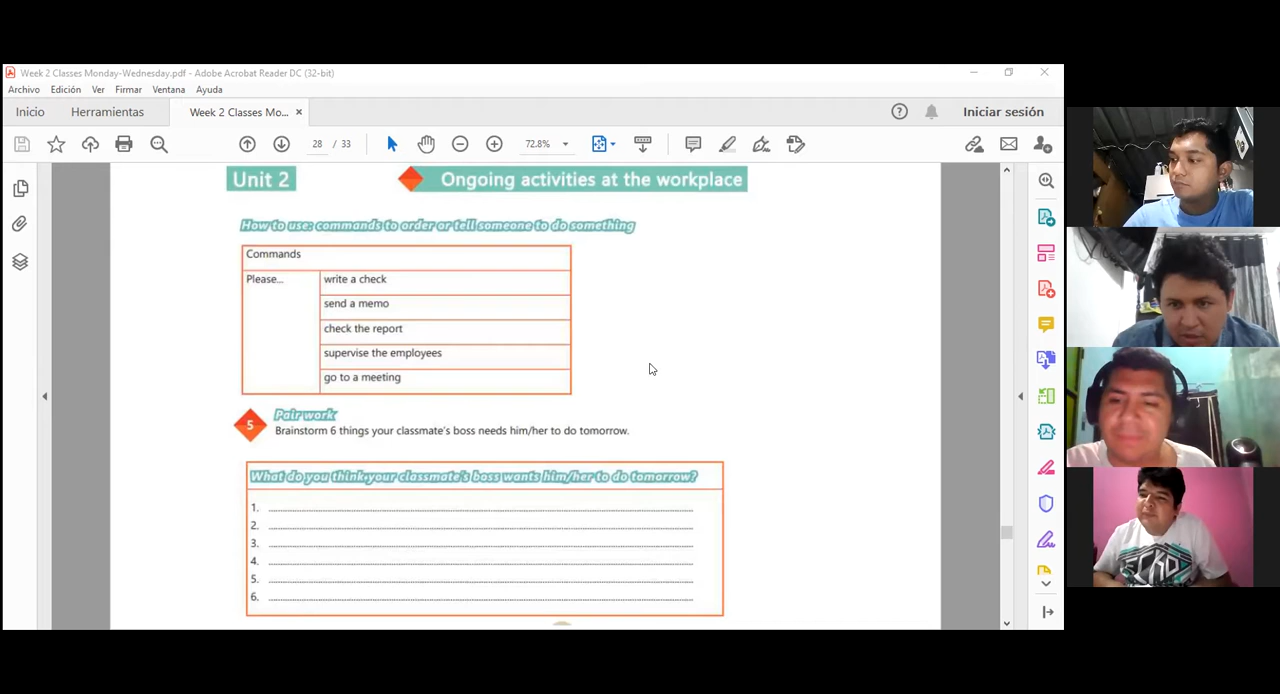 Week 2 Classes Monday-Wednesday.pdf - Adobe Acrobat Reader DC (32-bit)
Archivo Edición Ver Firmar Ventana Ayuda
Inicio Herramientas Week 2 Classes Mo... Iniciar sesión
28 / 33 72.8%
Unit 2 Ongoing activities at the workplace
How to use: commands to order or tell someone to do something
Commands
Please... write a check
send a memo
check the report
supervise the employees
go to a meeting
5 Pair work
Brainstorm 6 things your classmate's boss needs him/her to do tomorrow.
What do you think your classmate's boss wants him/her to do tomorrow?
1.
2.
3.
4.
5.
6.
ECKO